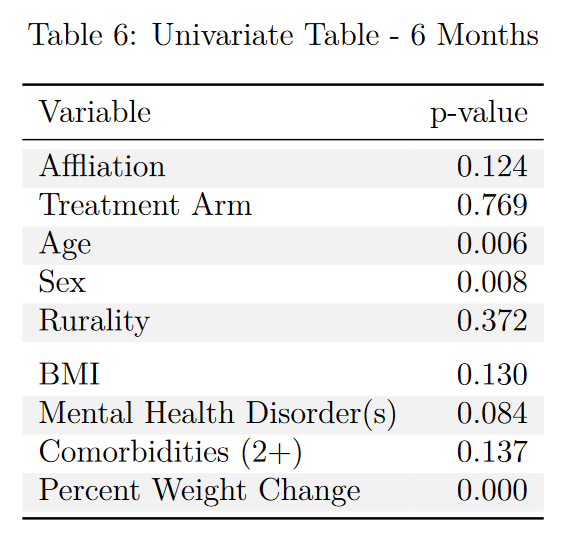 Table 6: Univariate Table - 6 Months
Variable p-value
Affliation 0.124
Treatment Arm 0.769
Age 0.006
Sex 0.008
Rurality 0.372
BMI 0.130
Mental Health Disorder(s) 0.084
Comorbidities (2+) 0.137
Percent Weight Change 0.000